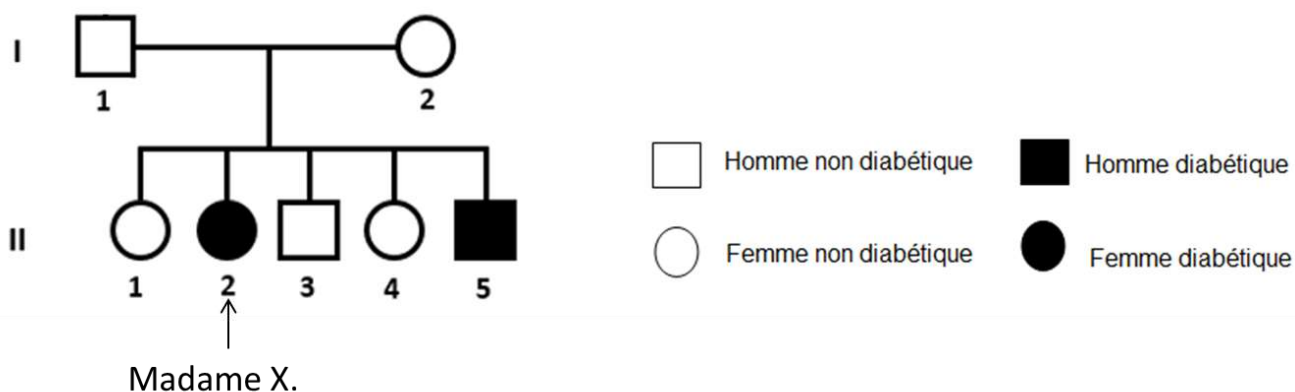 I
1 2
Homme non diabétique Homme diabétique
II
Femme non diabétique Femme diabétique
1 2 3 4 5
Madame X.